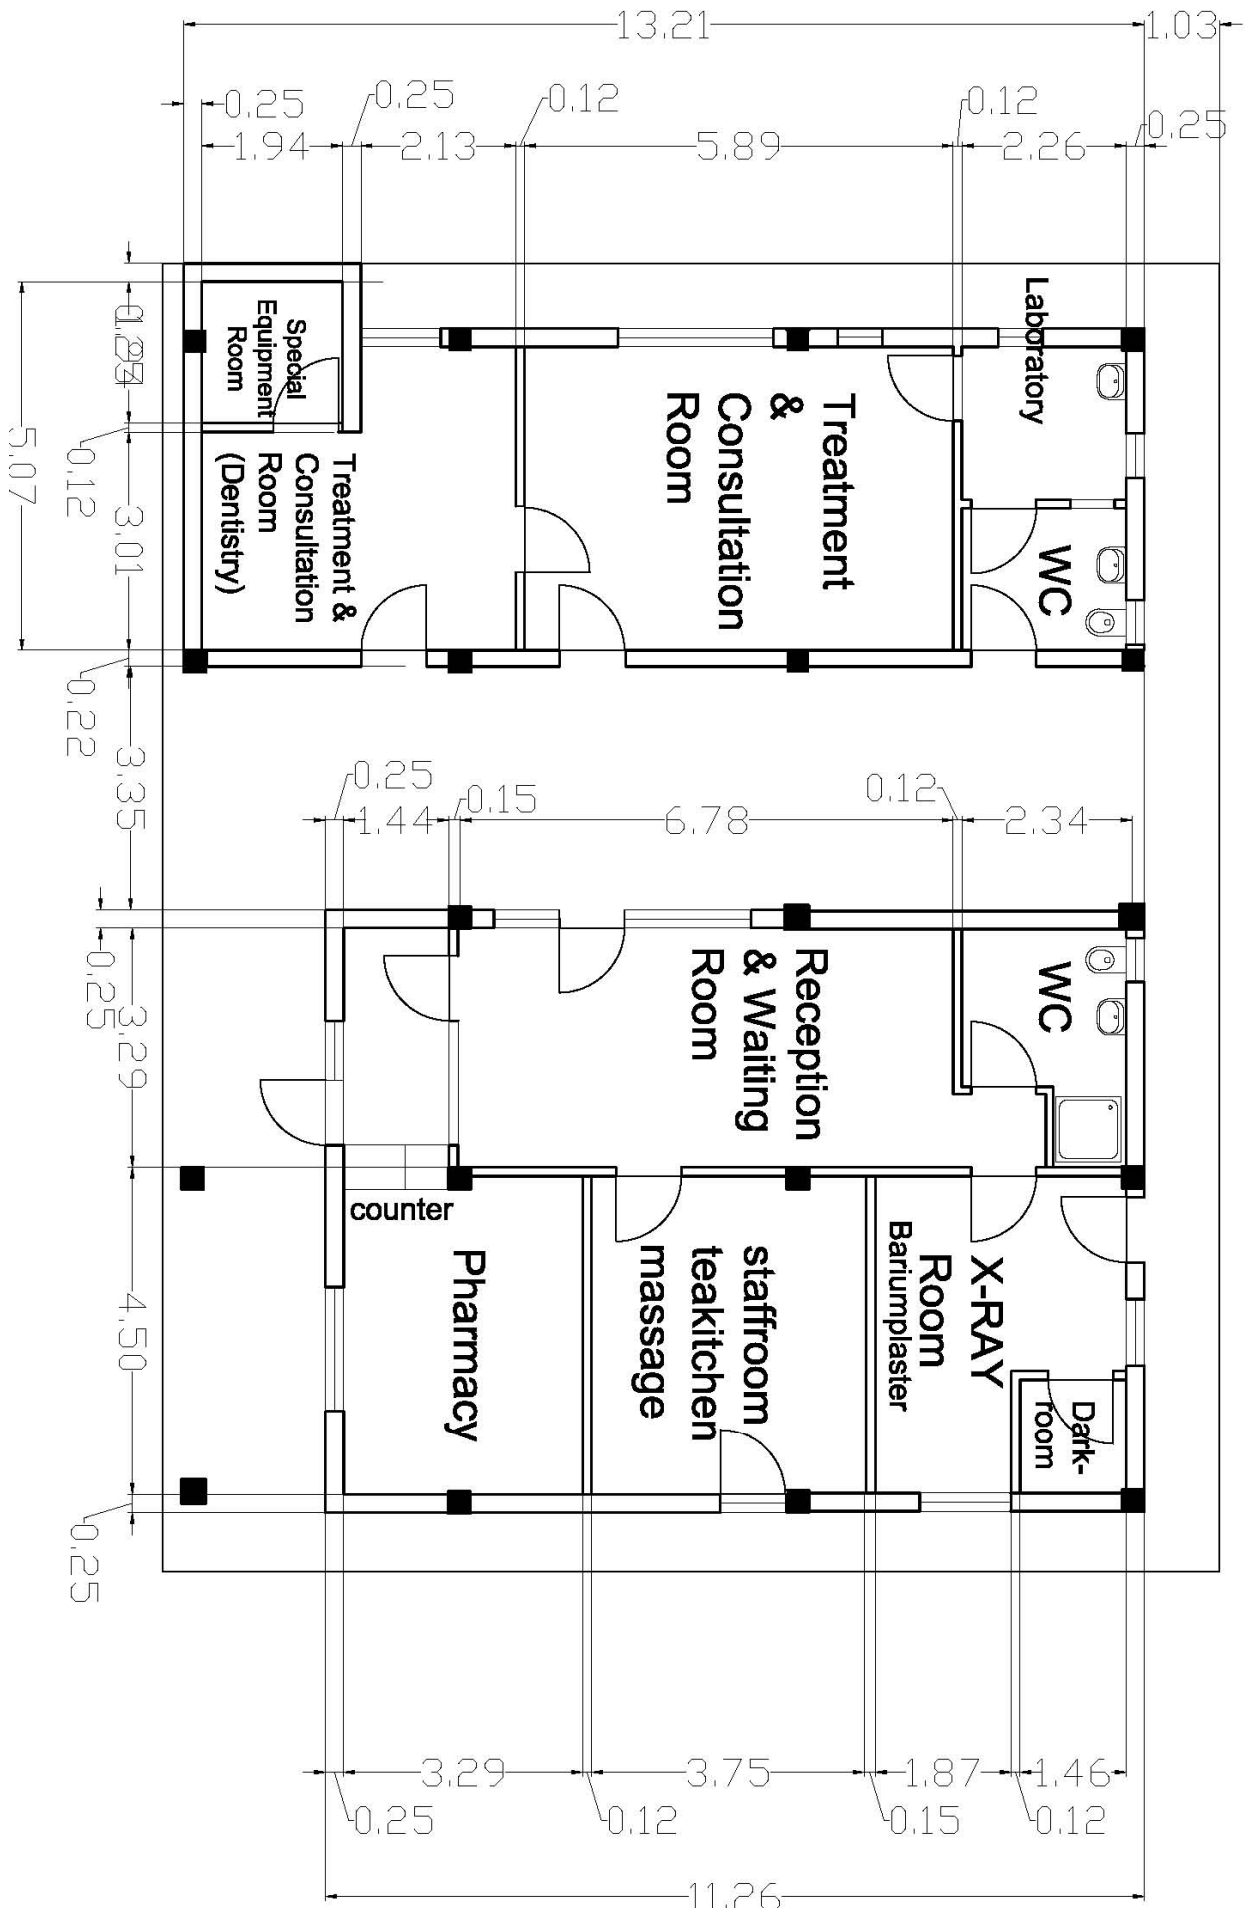 13.21
1.03
0.25
0.25
0.12
0.12
0.25
1.94
2.13
5.89
2.26
5.07
0.12
3.01
0.22
3.35
0.25
3.29
4.50
0.25
Special
Equipment
Room
Treatment &
Consultation
Room
(Dentistry)
Treatment
&
Consultation
Room
Laboratory
WC
0.25
1.44
0.15
6.78
0.12
2.34
Reception
& Waiting
Room
WC
counter
Pharmacy
staffroom
teakitchen
massage
X-RAY
Room
Bariumplaster
Dark-
room
3.29
3.75
1.87
1.46
0.25
0.12
0.15
0.12
11.26